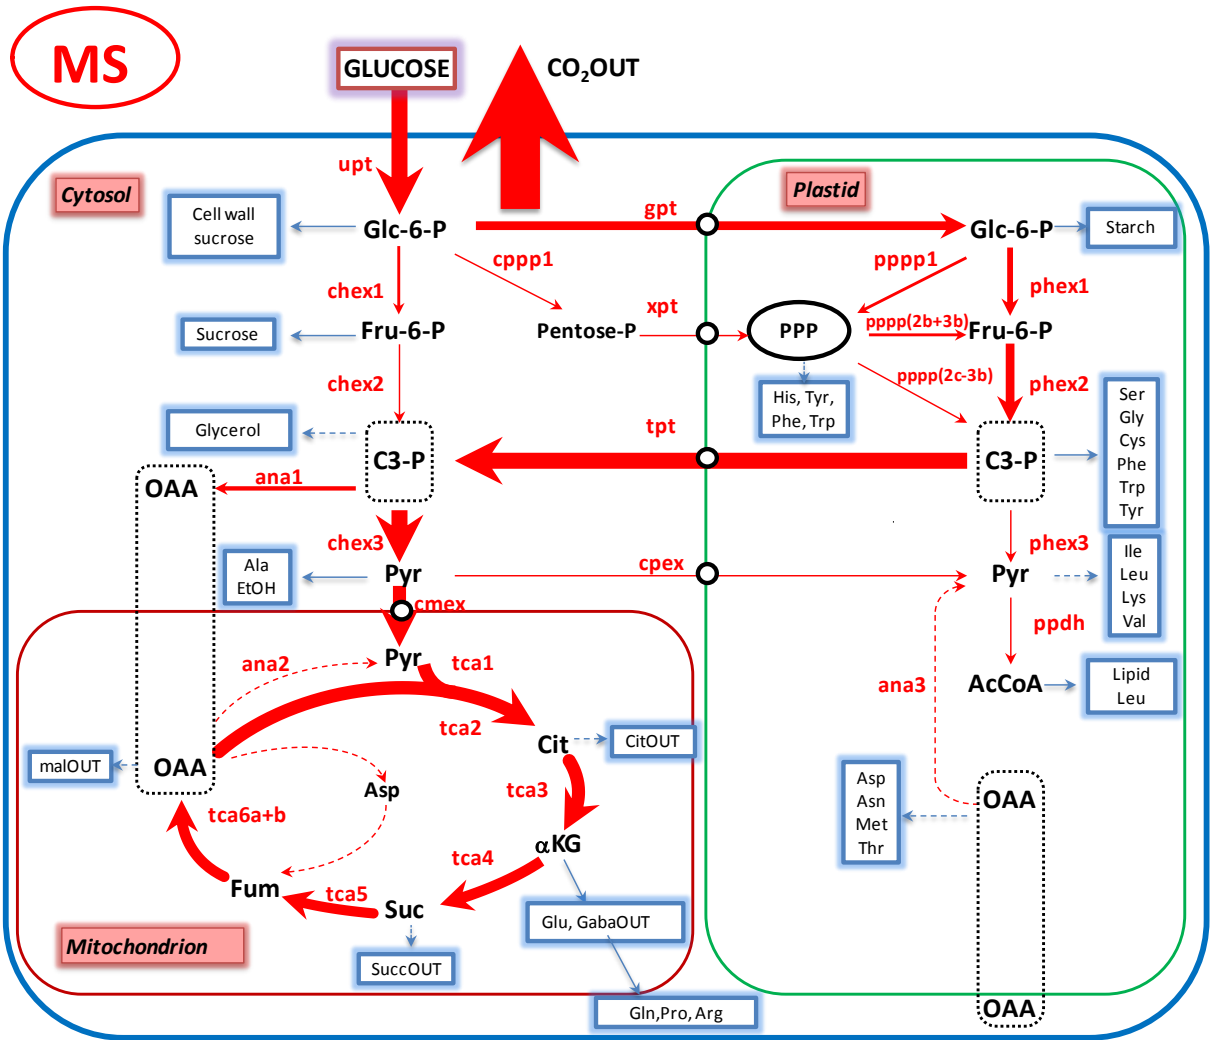 MS
GLUCOSE
CO₂OUT
upt
Cytosol
Plastid
Cell wall
sucrose
Glc-6-P
gpt
Glc-6-P
Starch
cppp1
pppp1
chex1
xpt
phex1
Sucrose
Fru-6-P
Pentose-P
PPP
pppp(2b+3b)
Fru-6-P
chex2
pppp(2c-3b)
phex2
His, Tyr,
Phe, Trp
Ser
Gly
Cys
Phe
Trp
Tyr
Glycerol
tpt
C3-P
C3-P
OAA
ana1
chex3
phex3
Ala
EtOH
Pyr
cpex
Pyr
Ile
Leu
Lys
Val
cmex
ppdh
ana2
Pyr
tca1
ana3
AcCoA
Lipid
Leu
tca2
Cit
CitOUT
malOUT
OAA
Asp
tca3
Asp
Asn
Met
Thr
OAA
tca6a+b
αKG
tca4
Fum
tca5
Suc
Glu, GabaOUT
Mitochondrion
SuccOUT
Gln,Pro, Arg
OAA